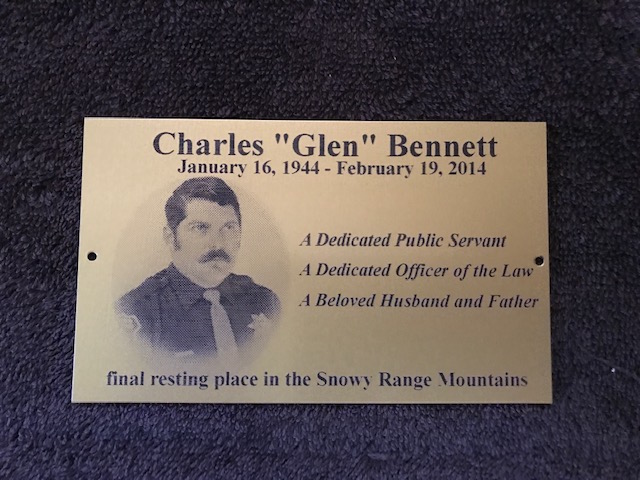 Charles "Glen" Bennett
January 16, 1944 - February 19, 2014
A Dedicated Public Servant
A Dedicated Officer of the Law
A Beloved Husband and Father
final resting place in the Snowy Range Mountains